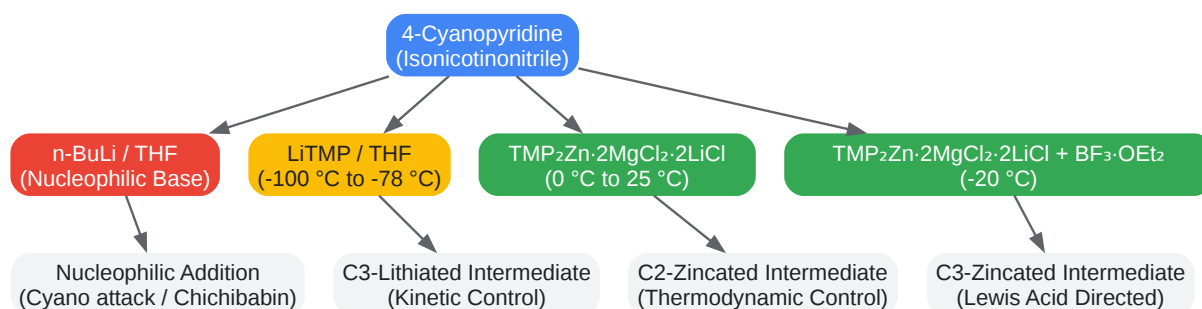 4-Cyanopyridine
(Isonicotinonitrile)
n-BuLi / THF
(Nucleophilic Base)
LiTMP / THF
(-100 °C to -78 °C)
TMP₂Zn·2MgCl₂·2LiCl
(0 °C to 25 °C)
TMP₂Zn·2MgCl₂·2LiCl + BF₃·OEt₂
(-20 °C)
Nucleophilic Addition
(Cyano attack / Chichibabin)
C3-Lithiated Intermediate
(Kinetic Control)
C2-Zincated Intermediate
(Thermodynamic Control)
C3-Zincated Intermediate
(Lewis Acid Directed)